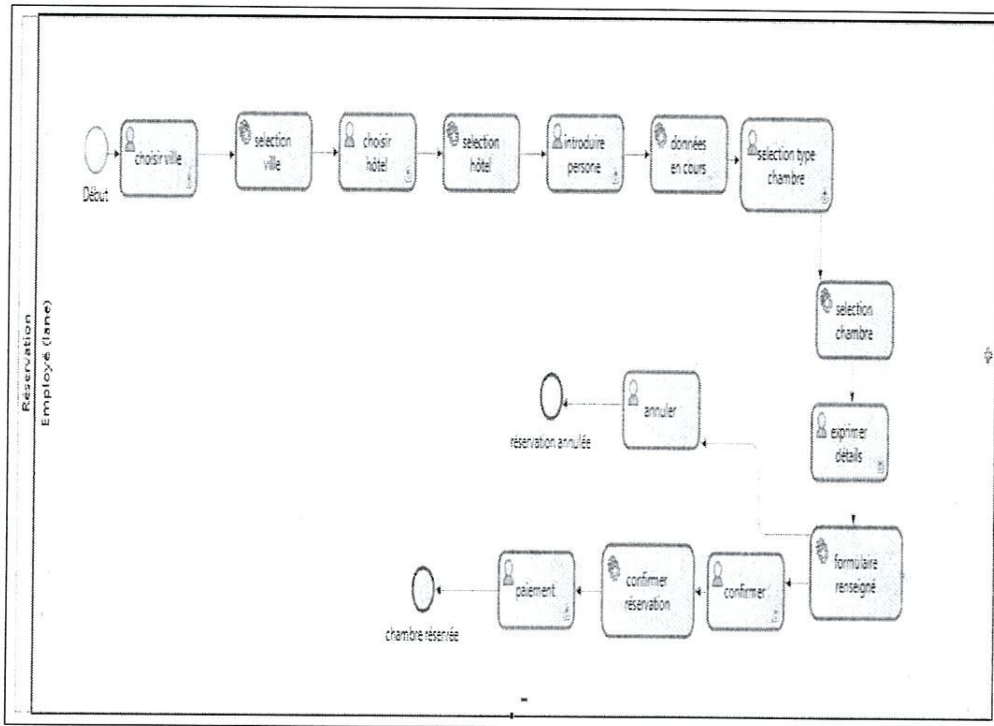 Réservation
Employé (lane)
Début
choisir ville
selection
ville
choisir
hôtel
selection
hôtel
introduire
persone
données
en cours
selection type
chambre
selection
chambre
exprimer
détails
formulaire
renseigné
annuler
réservation annulée
confirmer
confirmer
réservation
paiement
chambre réservée